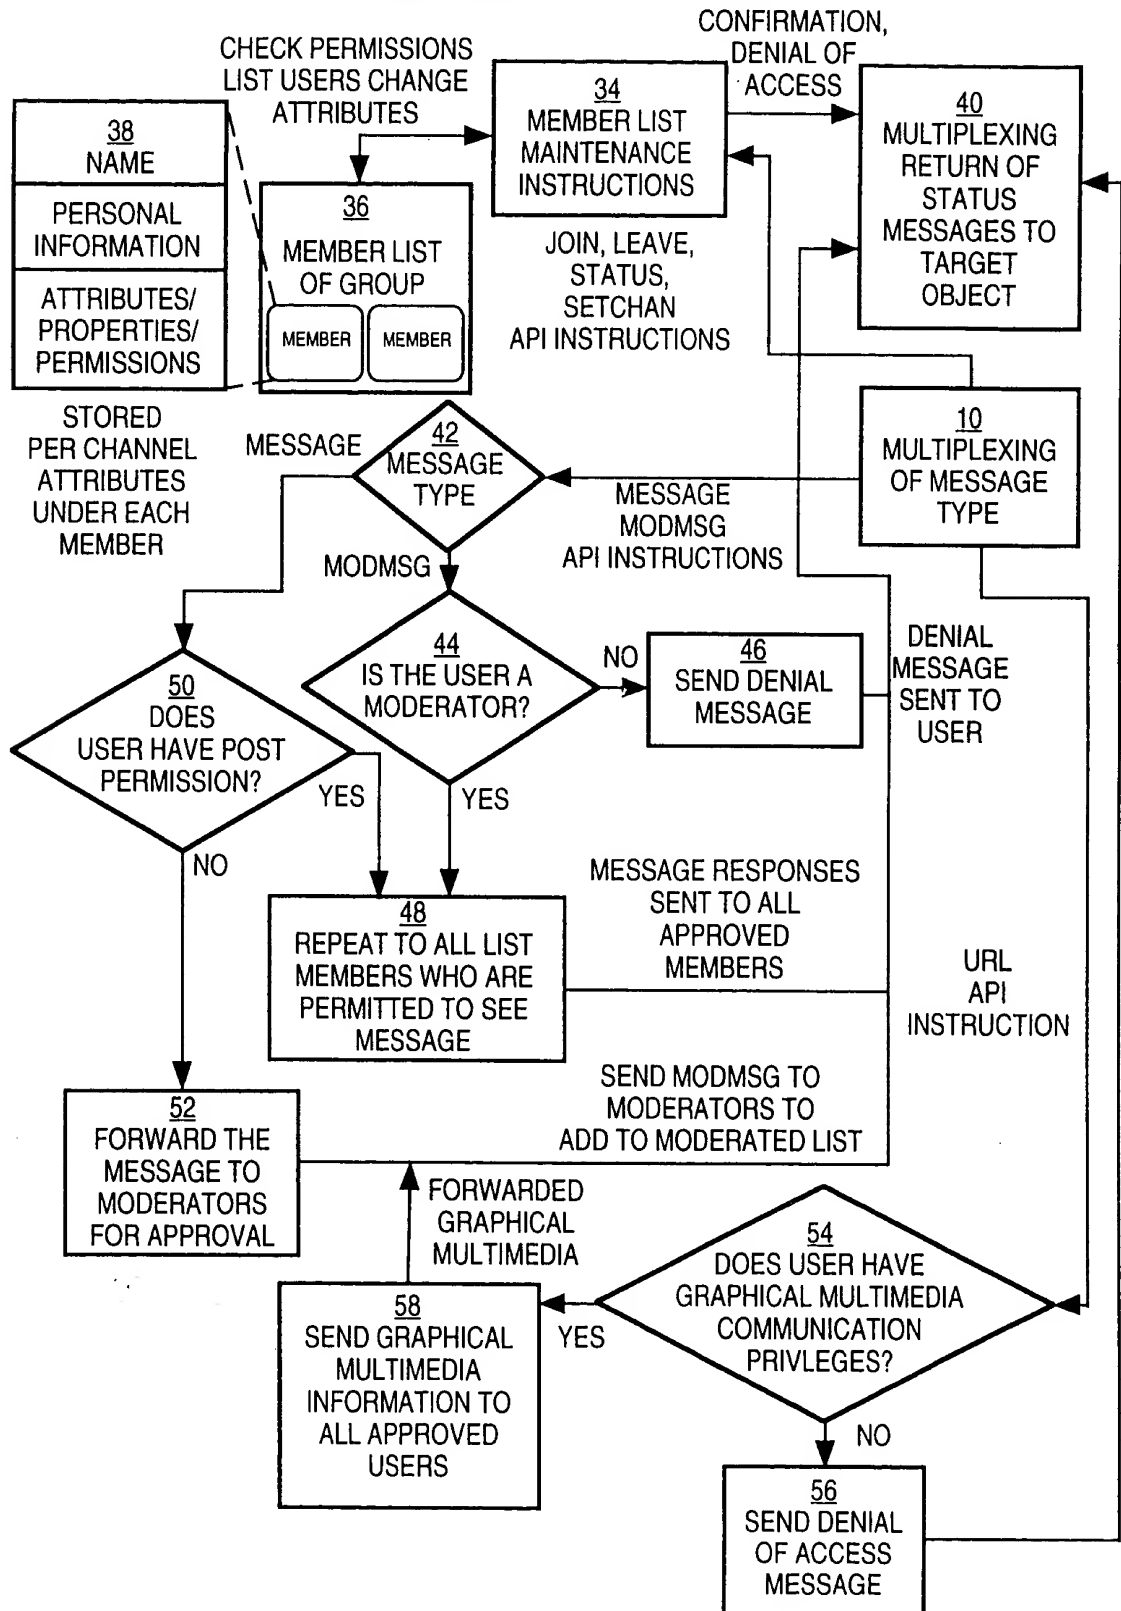 CONFIRMATION,
DENIAL OF
ACCESS
CHECK PERMISSIONS
LIST USERS CHANGE
ATTRIBUTES
34
MEMBER LIST
MAINTENANCE
INSTRUCTIONS
40
MULTIPLEXING
RETURN OF
STATUS
MESSAGES TO
TARGET
OBJECT
38
NAME
PERSONAL
INFORMATION
ATTRIBUTES/
PROPERTIES/
PERMISSIONS
36
MEMBER LIST
OF GROUP
MEMBER
MEMBER
JOIN, LEAVE,
STATUS,
SETCHAN
API INSTRUCTIONS
STORED
PER CHANNEL
ATTRIBUTES
UNDER EACH
MEMBER
MESSAGE
42
MESSAGE
TYPE
10
MULTIPLEXING
OF MESSAGE
TYPE
MESSAGE
MODMSG
API INSTRUCTIONS
MODMSG
44
IS THE USER A
MODERATOR?
NO
46
SEND DENIAL
MESSAGE
DENIAL
MESSAGE
SENT TO
USER
50
DOES
USER HAVE POST
PERMISSION?
YES
YES
NO
48
REPEAT TO ALL LIST
MEMBERS WHO ARE
PERMITTED TO SEE
MESSAGE
MESSAGE RESPONSES
SENT TO ALL
APPROVED
MEMBERS
URL
API
INSTRUCTION
52
FORWARD THE
MESSAGE TO
MODERATORS
FOR APPROVAL
SEND MODMSG TO
MODERATORS TO
ADD TO MODERATED LIST
FORWARDED
GRAPHICAL
MULTIMEDIA
54
DOES USER HAVE
GRAPHICAL MULTIMEDIA
COMMUNICATION
PRIVLEGES?
YES
58
SEND GRAPHICAL
MULTIMEDIA
INFORMATION TO
ALL APPROVED
USERS
NO
56
SEND DENIAL
OF ACCESS
MESSAGE